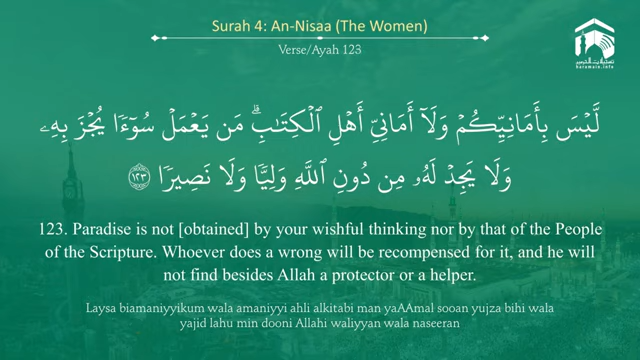 Surah 4: An-Nisaa (The Women)
Verse/Ayah 123
haramain.info
لَّيْسَ بِأَمَانِيِّكُمْ وَلَآ أَمَانِيِّ أَهْلِ ٱلْكِتَـٰبِ ۗ مَن يَعْمَلْ سُوٓءًا يُجْزَ بِهِۦ
وَلَا يَجِدْ لَهُۥ مِن دُونِ ٱللَّهِ وَلِيًّا وَلَا نَصِيرًا ١٢٣
123. Paradise is not [obtained] by your wishful thinking nor by that of the People
of the Scripture. Whoever does a wrong will be recompensed for it, and he will
not find besides Allah a protector or a helper.
Laysa biamaniyyikum wala amaniyyi ahli alkitabi man yaAAmal sooan yujza bihi wala
yajid lahu min dooni Allahi waliyyan wala naseeran